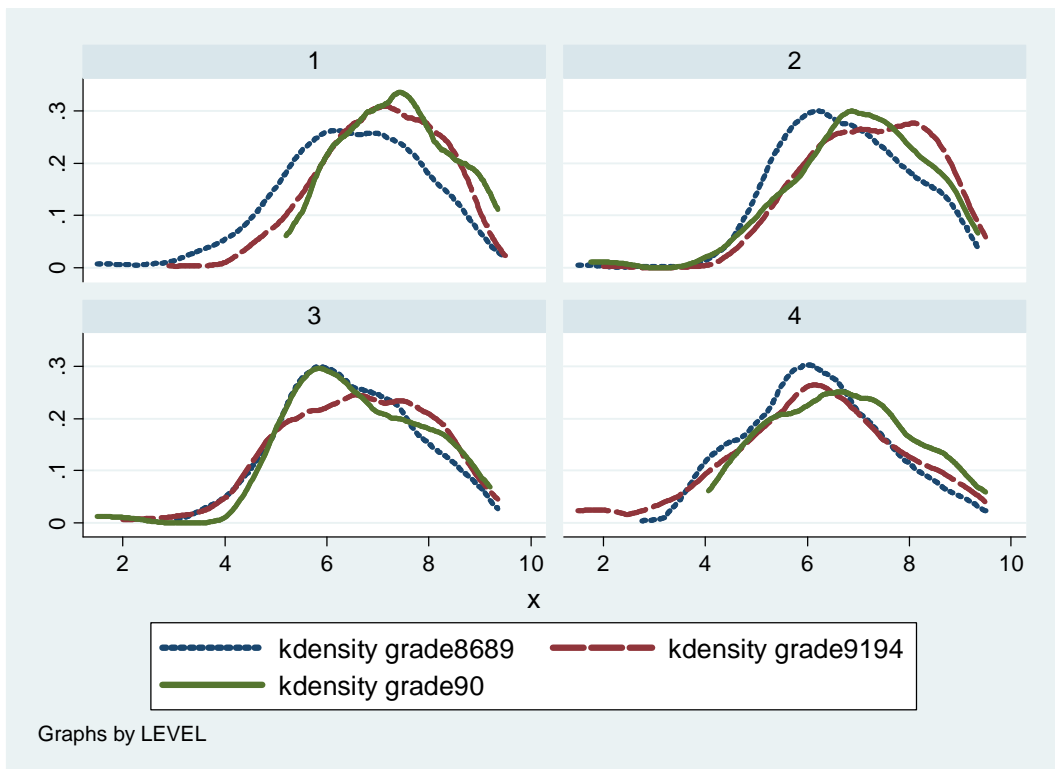 1
2
0 .1 .2 .3
3
4
0 .1 .2 .3
2 4 6 8 10
2 4 6 8 10
x
kdensity grade8689
kdensity grade9194
kdensity grade90
Graphs by LEVEL